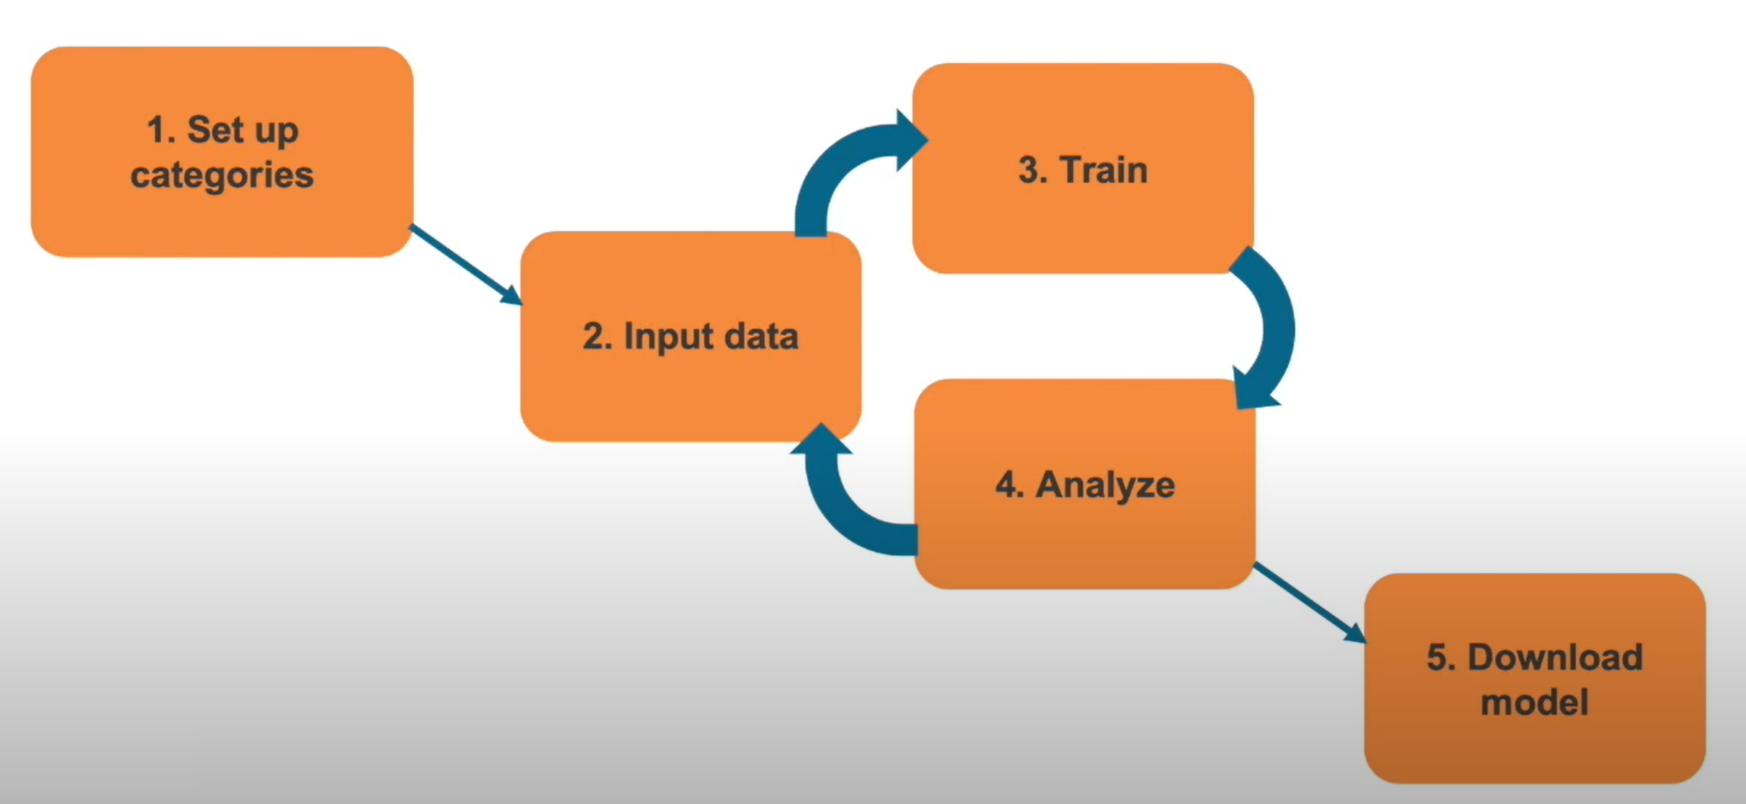 1. Set up
categories
2. Input data
3. Train
4. Analyze
5. Download
model